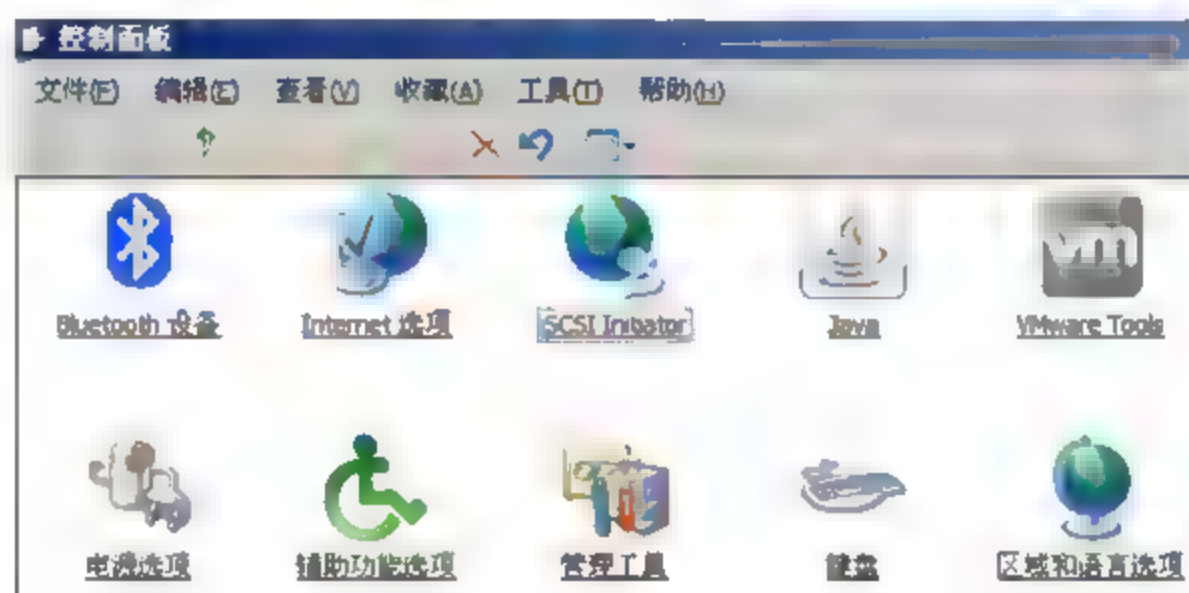 控制面板
文件(F) 编辑(E) 查看(V) 收藏(A) 工具(T) 帮助(H)
Bluetooth 设备 Internet 选项 iSCSI Initiator Java VMware Tools
电源选项 辅助功能选项 管理工具 键盘 区域和语言选项